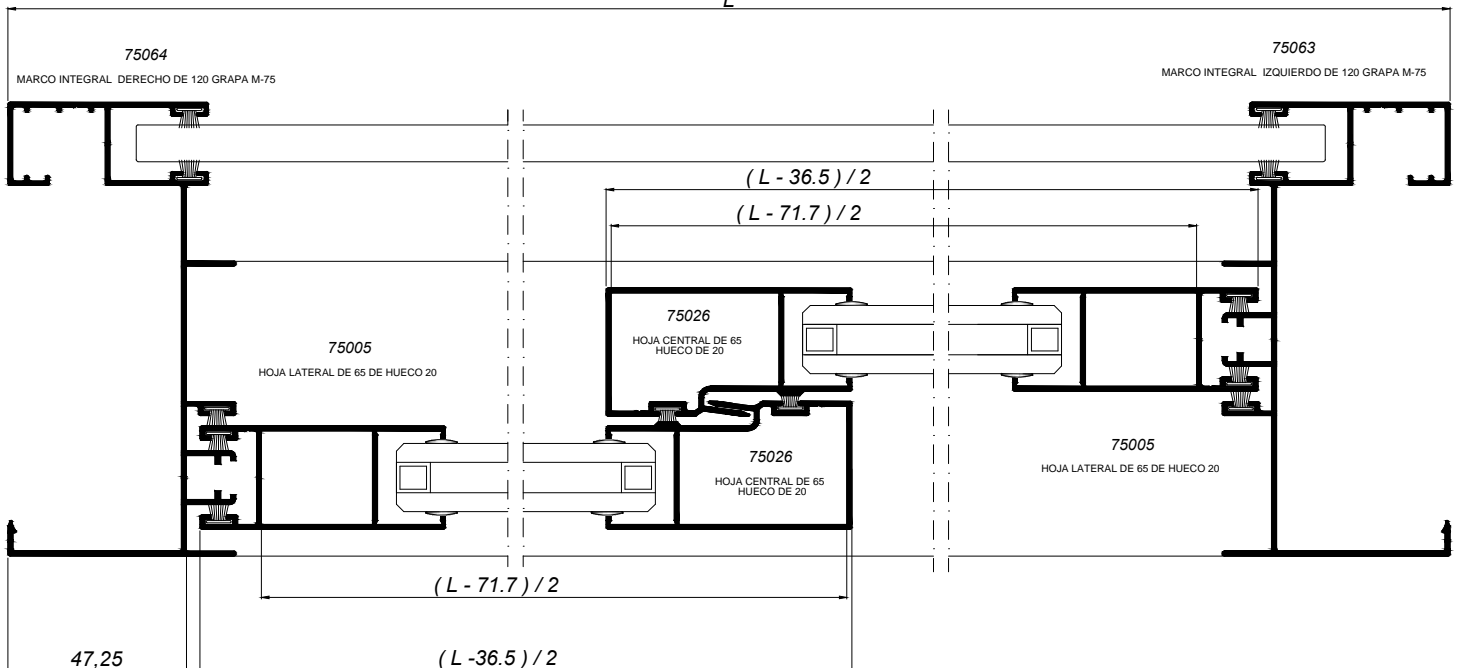 L
75064
MARCO INTEGRAL DERECHO DE 120 GRAPA M-75
75063
MARCO INTEGRAL IZQUIERDO DE 120 GRAPA M-75
( L - 36.5 ) / 2
( L - 71.7 ) / 2
75026
HOJA CENTRAL DE 65
HUECO DE 20
75005
HOJA LATERAL DE 65 DE HUECO 20
75026
HOJA CENTRAL DE 65
HUECO DE 20
75005
HOJA LATERAL DE 65 DE HUECO 20
( L - 71.7 ) / 2
47,25
( L -36.5 ) / 2